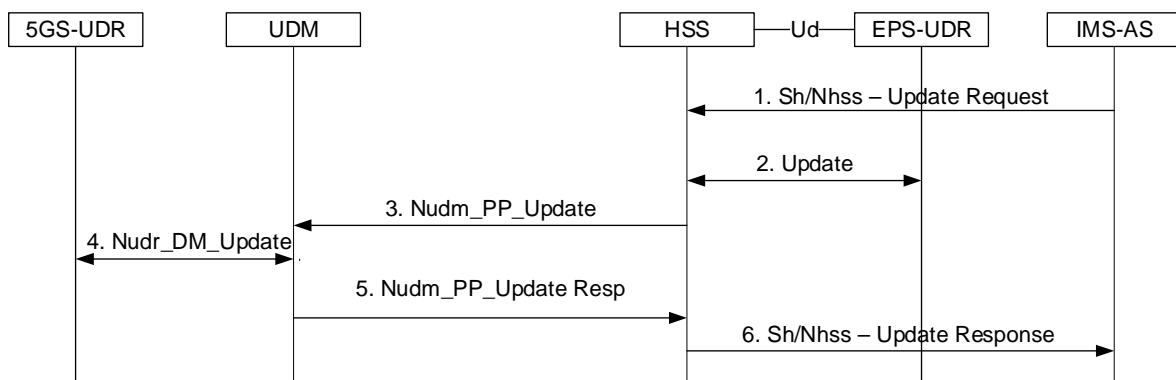 5GS-UDR
UDM
HSS
Ud
EPS-UDR
IMS-AS
1. Sh/Nhss – Update Request
2. Update
3. Nudm_PP_Update
4. Nudr_DM_Update
5. Nudm_PP_Update Resp
6. Sh/Nhss – Update Response